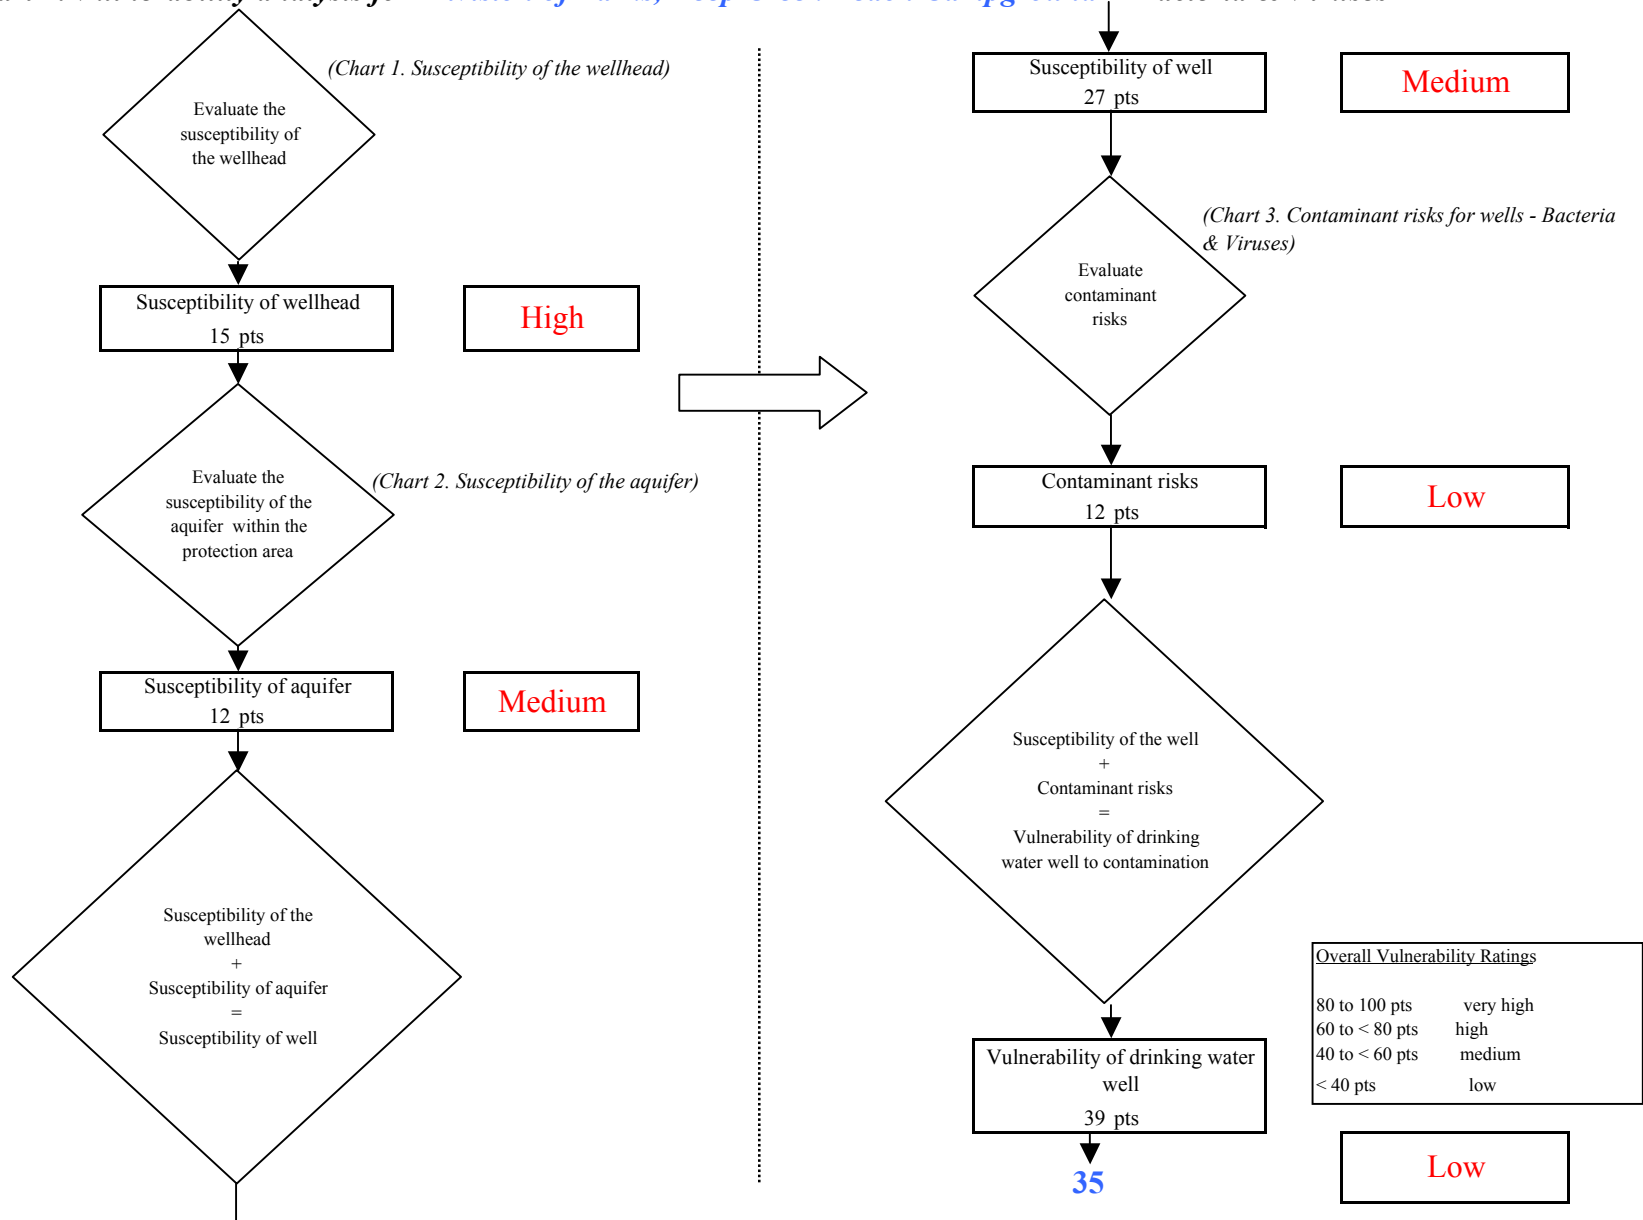 (Chart 1. Susceptibility of the wellhead)
Evaluate the
susceptibility of
the wellhead
Susceptibility of wellhead
15 pts
High
Evaluate the
susceptibility of the
aquifer within the
protection area
(Chart 2. Susceptibility of the aquifer)
Susceptibility of aquifer
12 pts
Medium
Susceptibility of the
wellhead
+
Susceptibility of aquifer
=
Susceptibility of well
Susceptibility of well
27 pts
Medium
(Chart 3. Contaminant risks for wells - Bacteria
& Viruses)
Evaluate
contaminant
risks
Contaminant risks
12 pts
Low
Susceptibility of the well
+
Contaminant risks
=
Vulnerability of drinking
water well to contamination
Overall Vulnerability Ratings
80 to 100 pts very high
60 to < 80 pts high
40 to < 60 pts medium
< 40 pts low
Vulnerability of drinking water
well
39 pts
35
Low